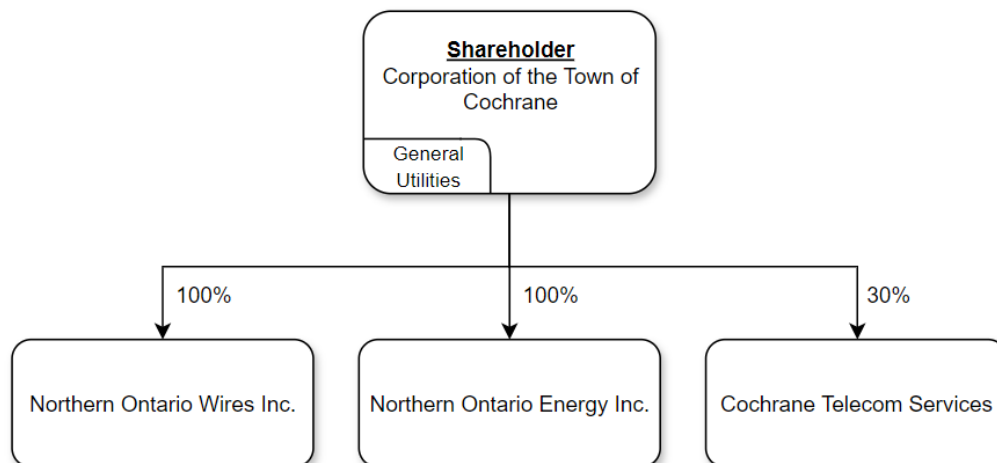 Shareholder
Corporation of the Town of
Cochrane
General
Utilities
100%
100%
30%
Northern Ontario Wires Inc.
Northern Ontario Energy Inc.
Cochrane Telecom Services